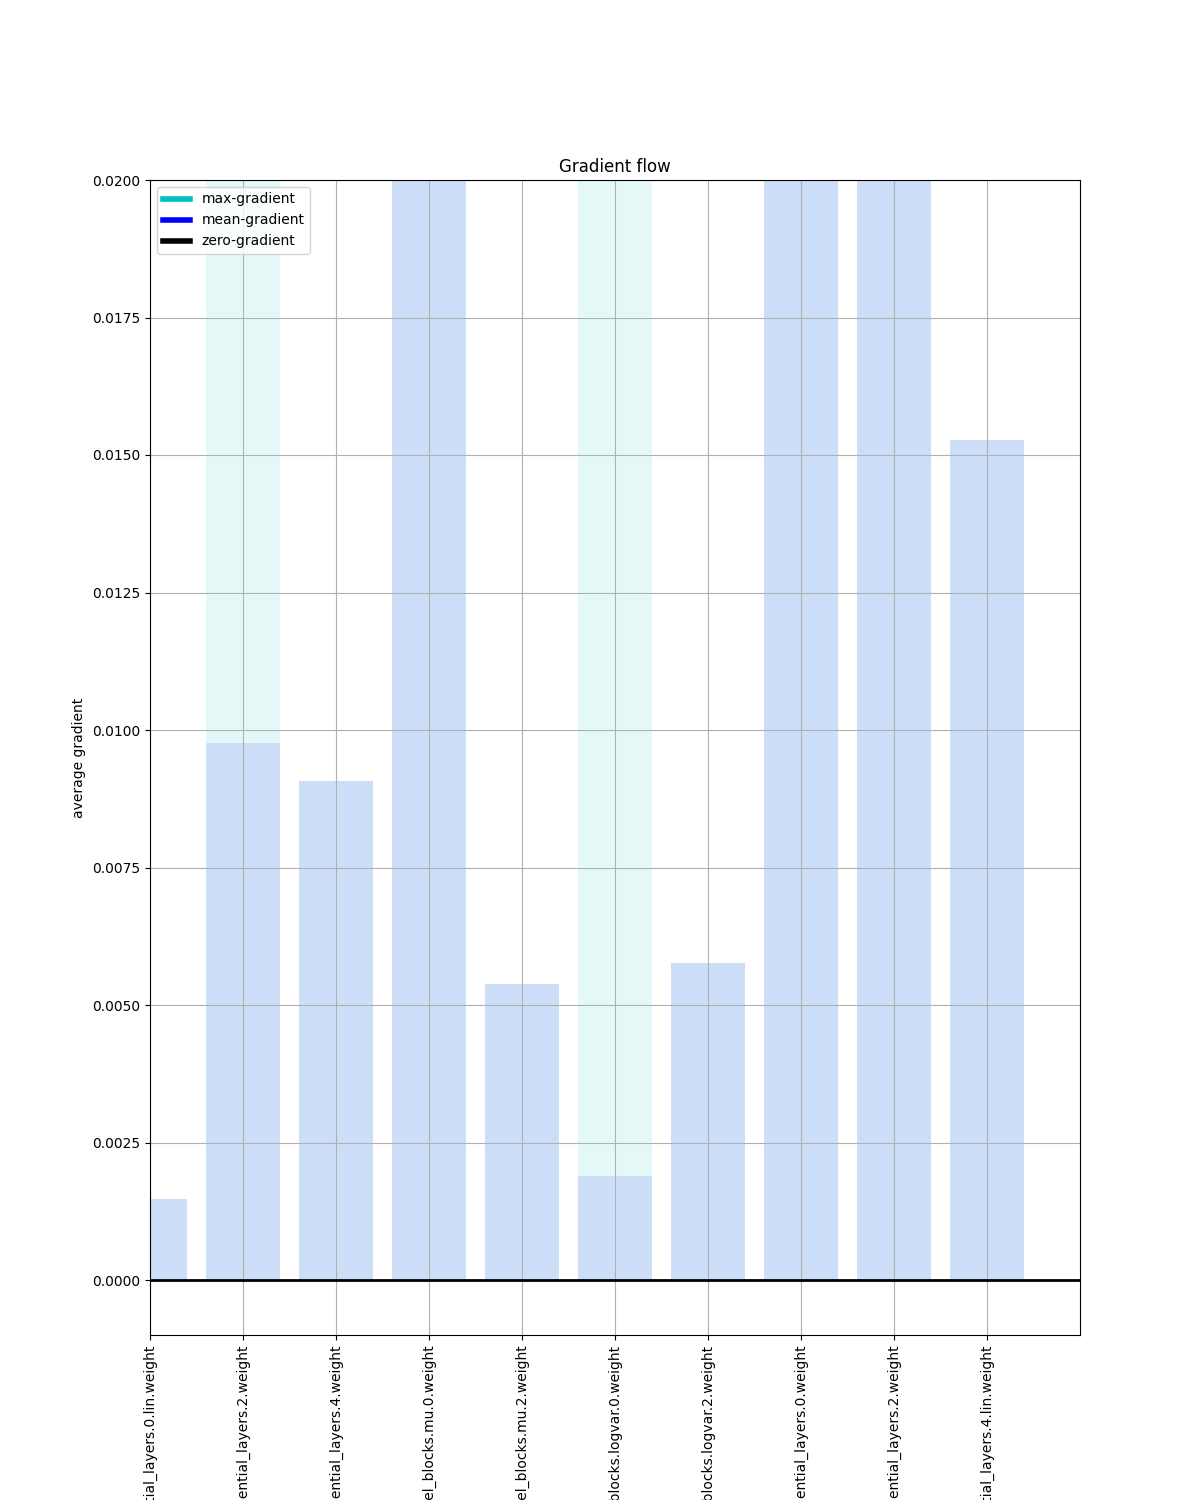 Gradient flow
max-gradient
mean-gradient
zero-gradient
0.0200
0.0175
0.0150
0.0125
0.0100
0.0075
0.0050
0.0025
0.0000
average gradient
tial_layers.0.lin.weight
ential_layers.2.weight
ential_layers.4.weight
el_blocks.mu.0.weight
el_blocks.mu.2.weight
blocks.logvar.0.weight
blocks.logvar.2.weight
ential_layers.0.weight
ential_layers.2.weight
tial_layers.4.lin.weight